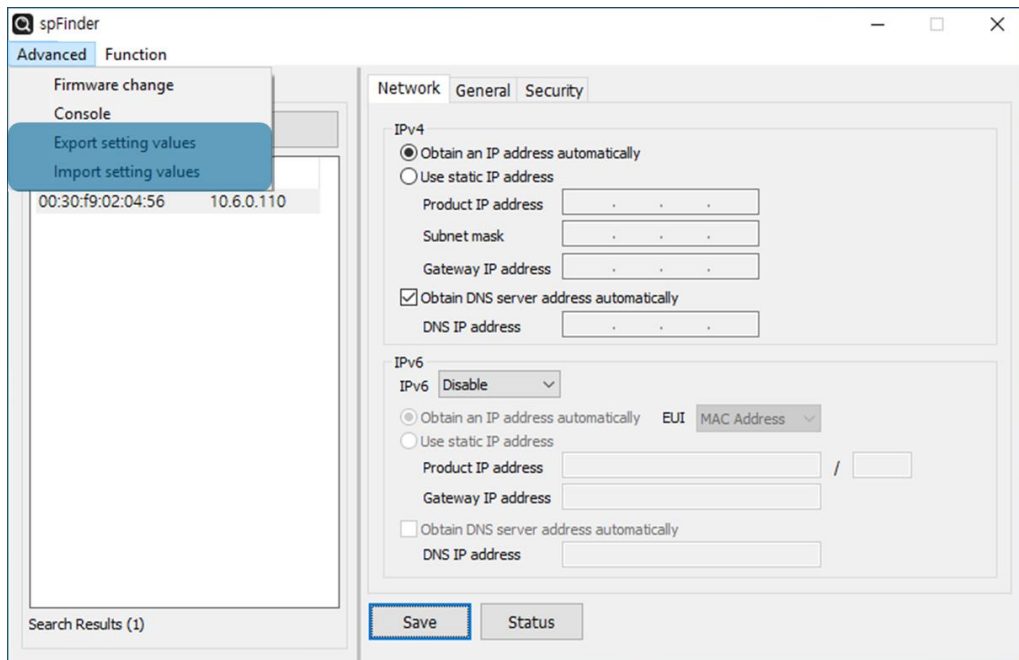 spFinder
Advanced Function
Firmware change
Console
Export setting values
Import setting values
00:30:f9:02:04:56 10.6.0.110
Search Results (1)
Network General Security
IPv4
Obtain an IP address automatically
Use static IP address
Product IP address
Subnet mask
Gateway IP address
Obtain DNS server address automatically
DNS IP address
IPv6
IPv6 Disable
Obtain an IP address automatically EUI MAC Address
Use static IP address
Product IP address /
Gateway IP address
Obtain DNS server address automatically
DNS IP address
Save Status